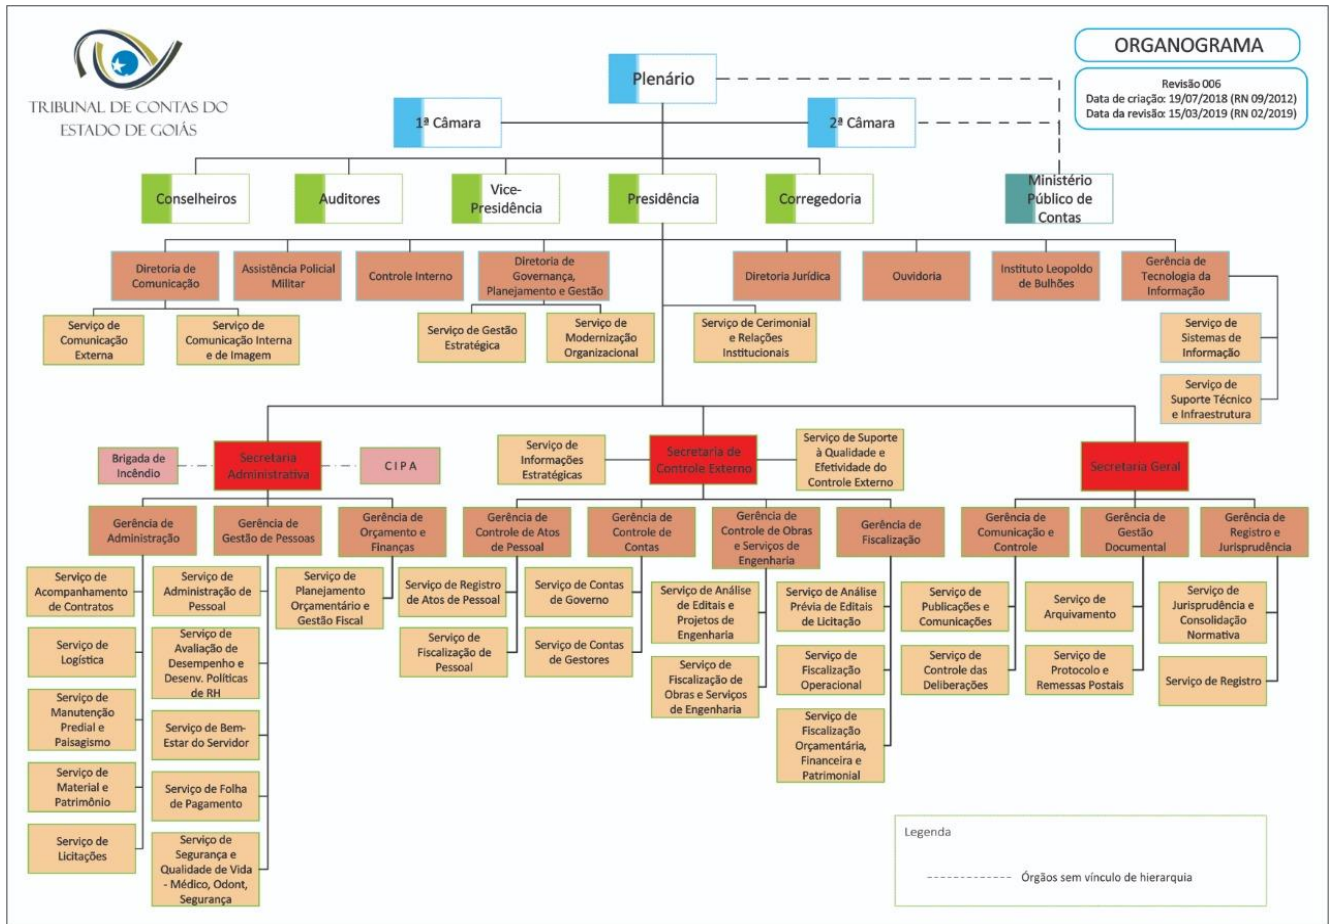 TRIBUNAL DE CONTAS DO
ESTADO DE GOIÁS
ORGANOGRAMA
Revisão 006
Data de criação: 19/07/2018 (RN 09/2012)
Data da revisão: 15/03/2019 (RN 02/2019)
Plenário
1ª Câmara
2ª Câmara
Conselheiros
Auditores
Vice-
Presidência
Presidência
Corregedoria
Ministério
Público de
Contas
Diretoria de
Comunicação
Assistência Policial
Militar
Controle Interno
Diretoria de
Governança,
Planejamento e Gestão
Diretoria Jurídica
Ouvidoria
Instituto Leopoldo
de Bulhões
Gerência de
Tecnologia da
Informação
Serviço de
Comunicação
Externa
Serviço de
Comunicação Interna
e de Imagem
Serviço de Gestão
Estratégica
Serviço de
Modernização
Organizacional
Serviço de Cerimonial
e Relações
Institucionais
Serviço de
Sistemas de
Informação
Serviço de
Suporte Técnico
e Infraestrutura
Brigada de
Incêndio
Secretaria
Administrativa
C I P A
Serviço de
Informações
Estratégicas
Secretaria de
Controle Externo
Serviço de Suporte
à Qualidade e
Efetividade do
Controle Externo
Secretaria Geral
Gerência de
Administração
Gerência de
Gestão de Pessoas
Gerência de
Orçamento e
Finanças
Gerência de
Controle de Atos
de Pessoal
Gerência de
Controle de
Contas
Gerência de
Controle de Obras
e Serviços de
Engenharia
Gerência de
Fiscalização
Gerência de
Comunicação e
Controle
Gerência de
Gestão
Documental
Gerência de
Registro e
Jurisprudência
Serviço de
Acompanhamento
de Contratos
Serviço de
Logística
Serviço de
Manutenção
Predial e
Paisagismo
Serviço de
Material e
Patrimônio
Serviço de
Licitações
Serviço de
Administração de
Pessoal
Serviço de
Avaliação de
Desempenho e
Desenv. Políticas
de RH
Serviço de Bem-
Estar do Servidor
Serviço de Folha
de Pagamento
Serviço de
Segurança e
Qualidade de Vida
- Médico, Odont,
Segurança
Serviço de
Planejamento
Orçamentário e
Gestão Fiscal
Serviço de Registro
de Atos de Pessoal
Serviço de
Fiscalização de
Pessoal
Serviço de Contas
de Governo
Serviço de Contas
de Gestores
Serviço de Análise
de Editais e
Projetos de
Engenharia
Serviço de
Fiscalização de
Obras e Serviços
de Engenharia
Serviço de Análise
Prévia de Editais
de Licitação
Serviço de
Fiscalização
Operacional
Serviço de
Fiscalização
Orçamentária,
Financeira e
Patrimonial
Serviço de
Publicações e
Comunicações
Serviço de
Controle das
Deliberações
Serviço de
Arquivamento
Serviço de
Protocolo e
Remessas Postais
Serviço de
Jurisprudência e
Consolidação
Normativa
Serviço de Registro
Legenda
Órgãos sem vínculo de hierarquia